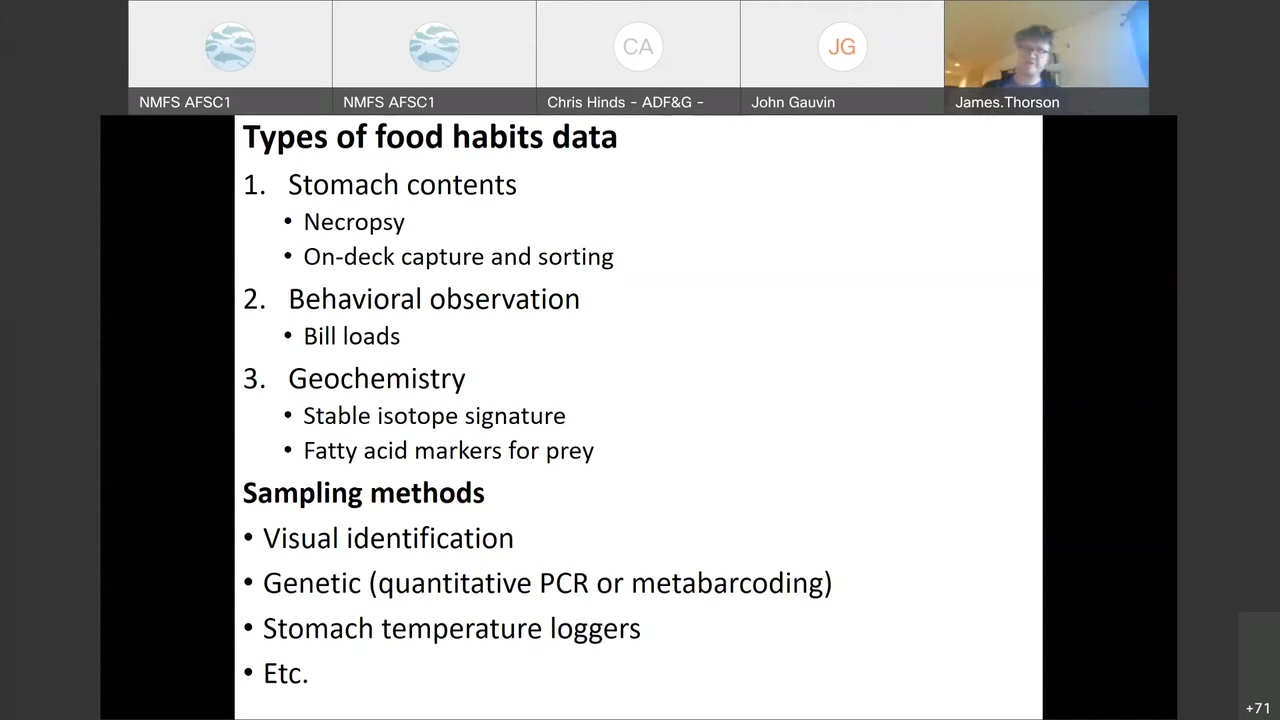 CA
JG
NMFS AFSC1
NMFS AFSC1
Chris Hinds - ADF&G -
John Gauvin
James.Thorson
Types of food habits data
1. Stomach contents
• Necropsy
• On-deck capture and sorting
2. Behavioral observation
• Bill loads
3. Geochemistry
• Stable isotope signature
• Fatty acid markers for prey
Sampling methods
• Visual identification
• Genetic (quantitative PCR or metabarcoding)
• Stomach temperature loggers
• Etc.
+71